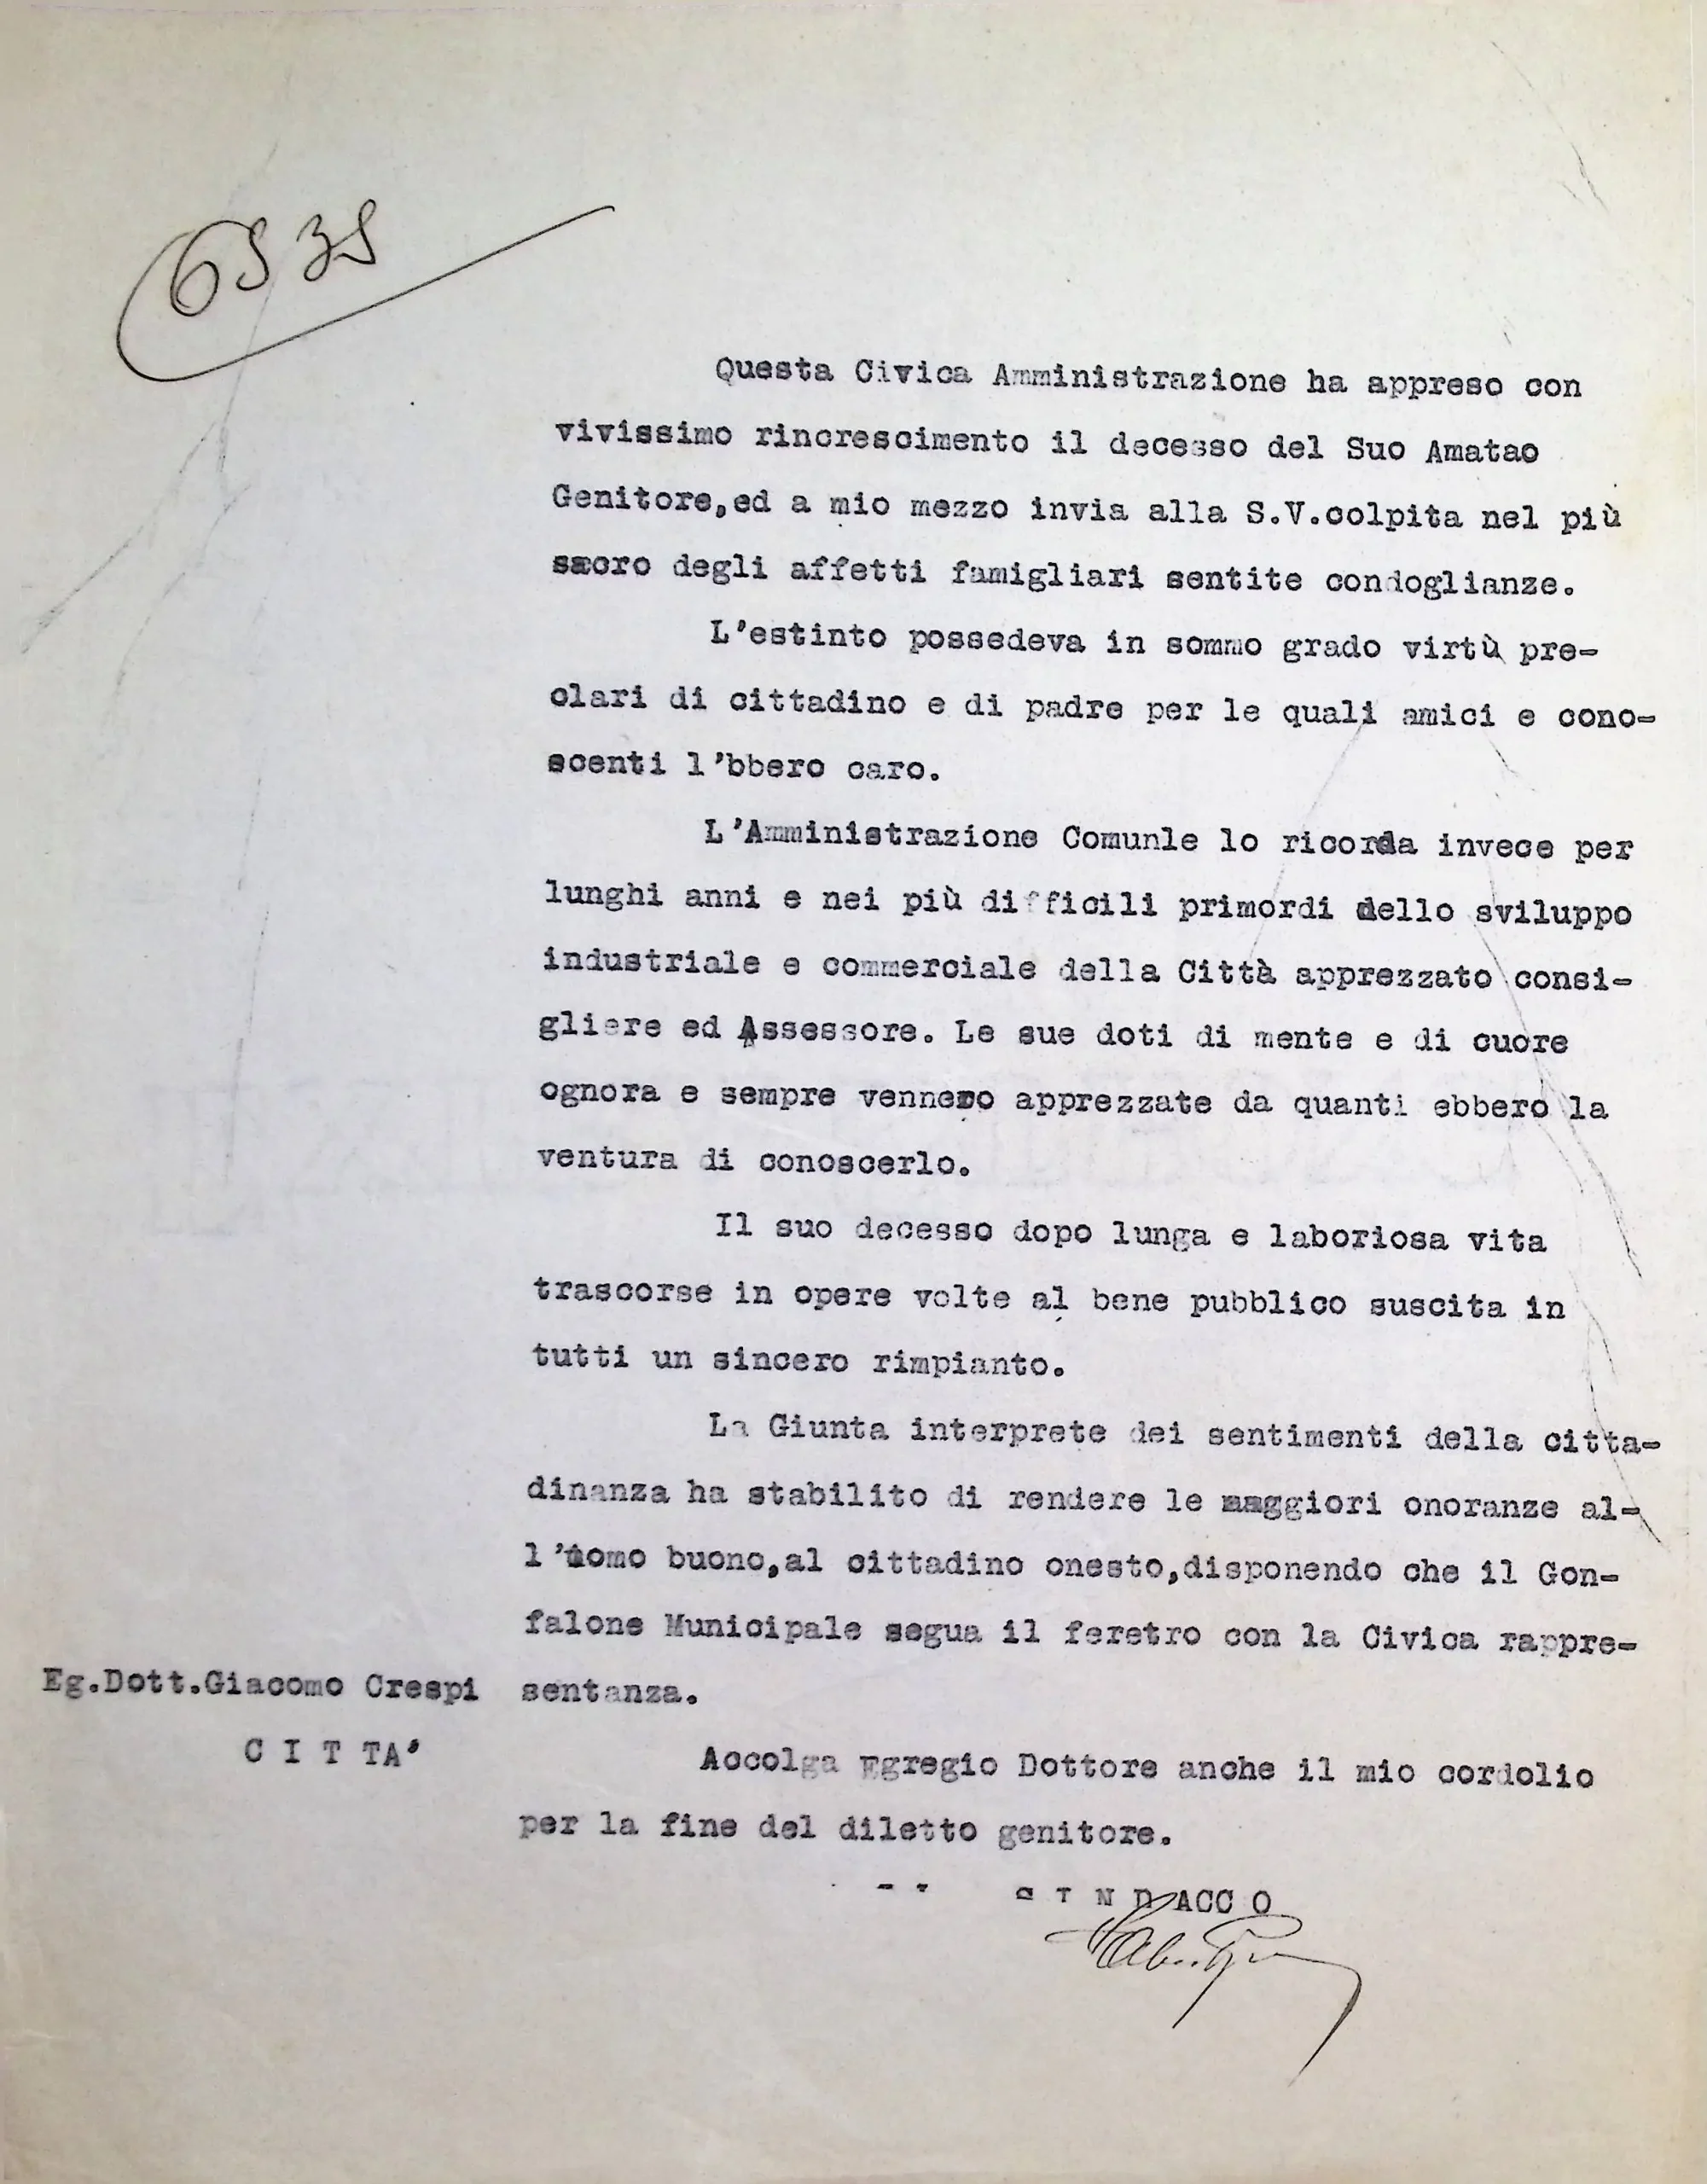 6535
Questa Civica Amministrazione ha appreso con
vivissimo rincrescimento il decesso del Suo Amatao
Genitore,ed a mio mezzo invia alla S.V.colpita nel più
sacro degli affetti famigliari sentite condoglianze.
L'estinto possedeva in sommo grado virtù pre-
clari di cittadino e di padre per le quali amici e cono-
scenti l'bbero caro.
L'Amministrazione Comunle lo ricorda invece per
lunghi anni e nei più difficili primordi dello sviluppo
industriale e commerciale della Città apprezzato consi-
gliere ed Assessore. Le sue doti di mente e di cuore
ognora e sempre vennero apprezzate da quanti ebbero la
ventura di conoscerlo.
Il suo decesso dopo lunga e laboriosa vita
trascorse in opere volte al bene pubblico suscita in
tutti un sincero rimpianto.
La Giunta interprete dei sentimenti della citta-
dinanza ha stabilito di rendere le maggiori onoranze al-
l'uomo buono,al cittadino onesto,disponendo che il Gon-
falone Municipale segua il feretro con la Civica rappre-
sentanza.
Eg.Dott.Giacomo Crespi
C I T TA'
Accolga Egregio Dottore anche il mio cordolio
per la fine del diletto genitore.
S I N D ACC O